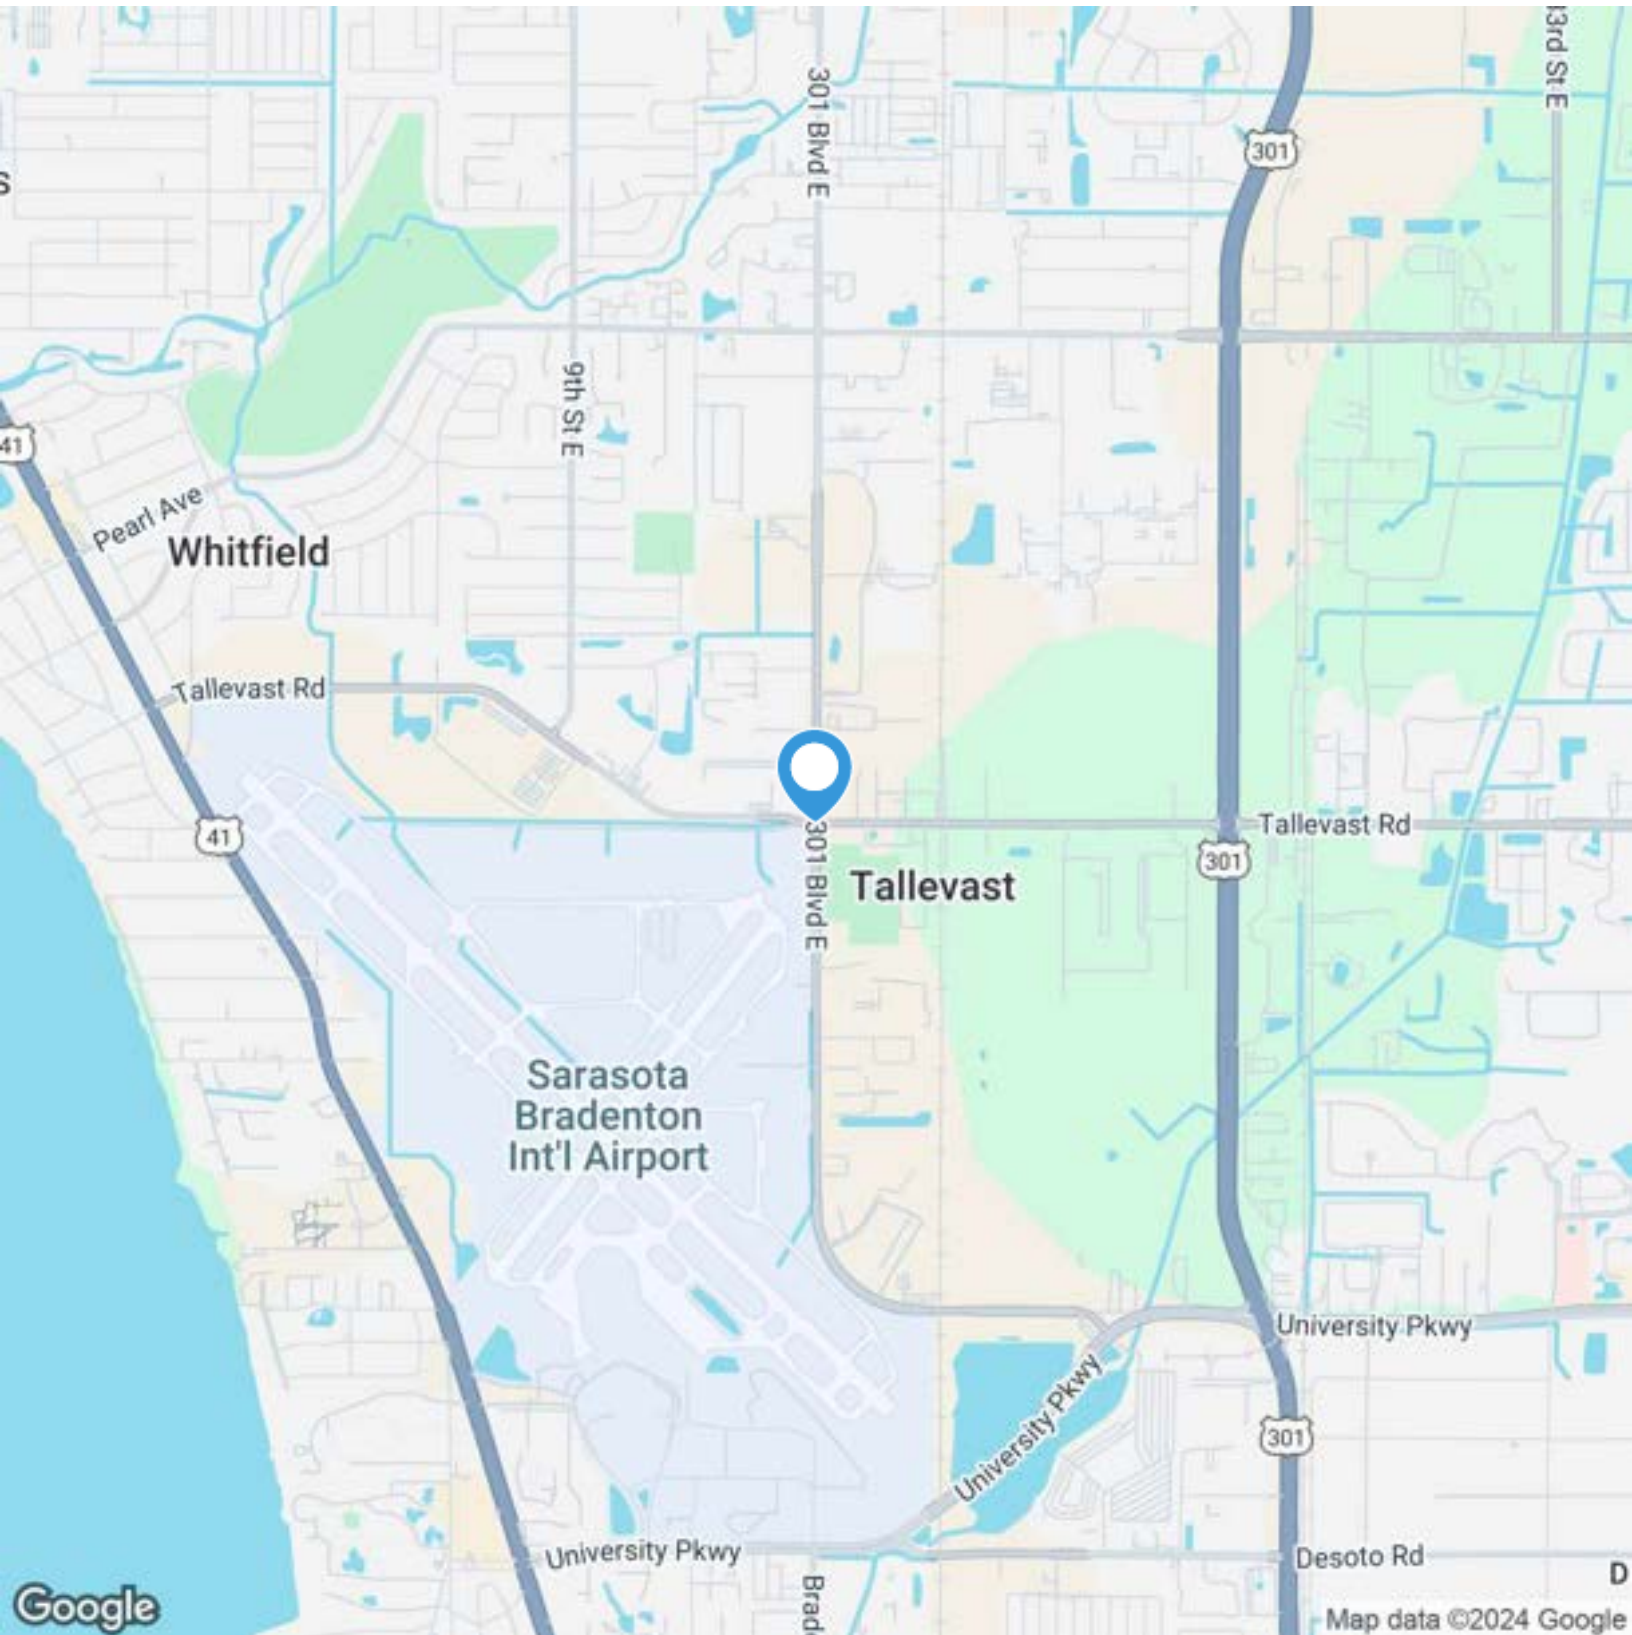 301 Blvd E
3rd St E
301
S
9th St E
41
Pearl Ave
Whitfield
Tallevast Rd
Tallevast Rd
41
301 Blvd E
301
Tallevast
Sarasota
Bradenton
Int'l Airport
University Pkwy
University Pkwy
301
University Pkwy
Desoto Rd
D
Brad
Google
Map data ©2024 Google